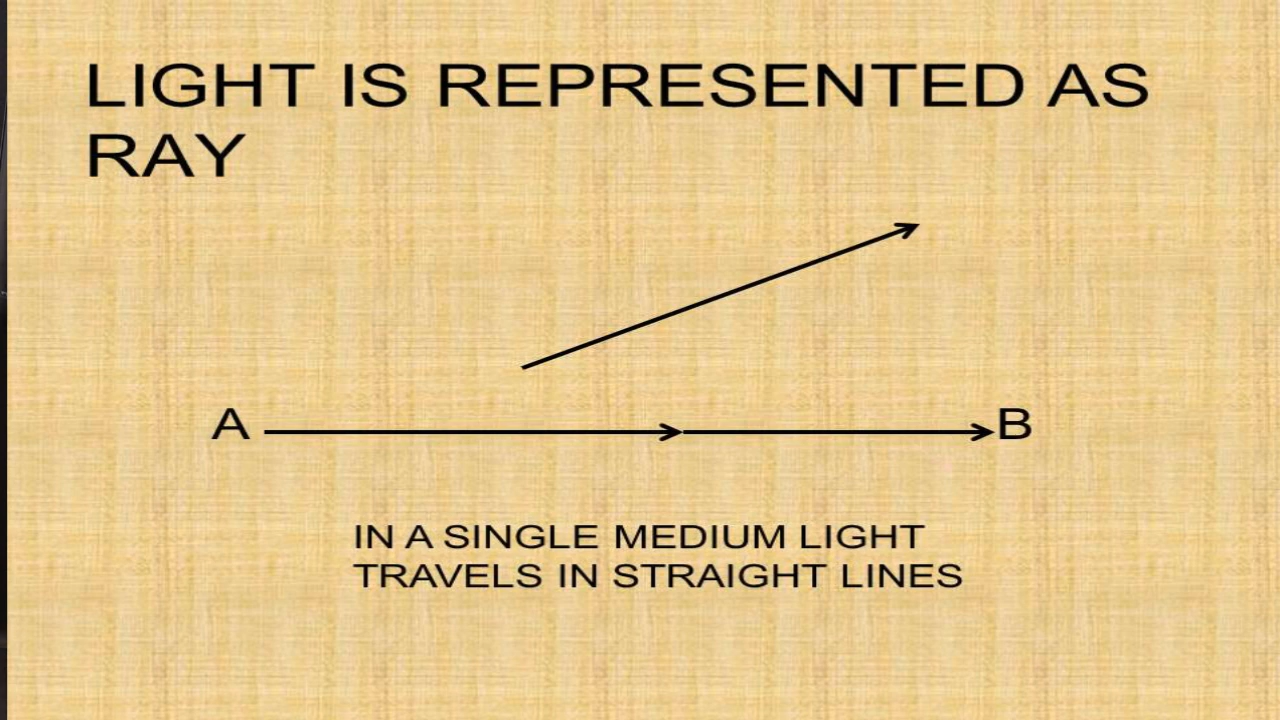 LIGHT IS REPRESENTED AS
RAY
A
B
IN A SINGLE MEDIUM LIGHT
TRAVELS IN STRAIGHT LINES